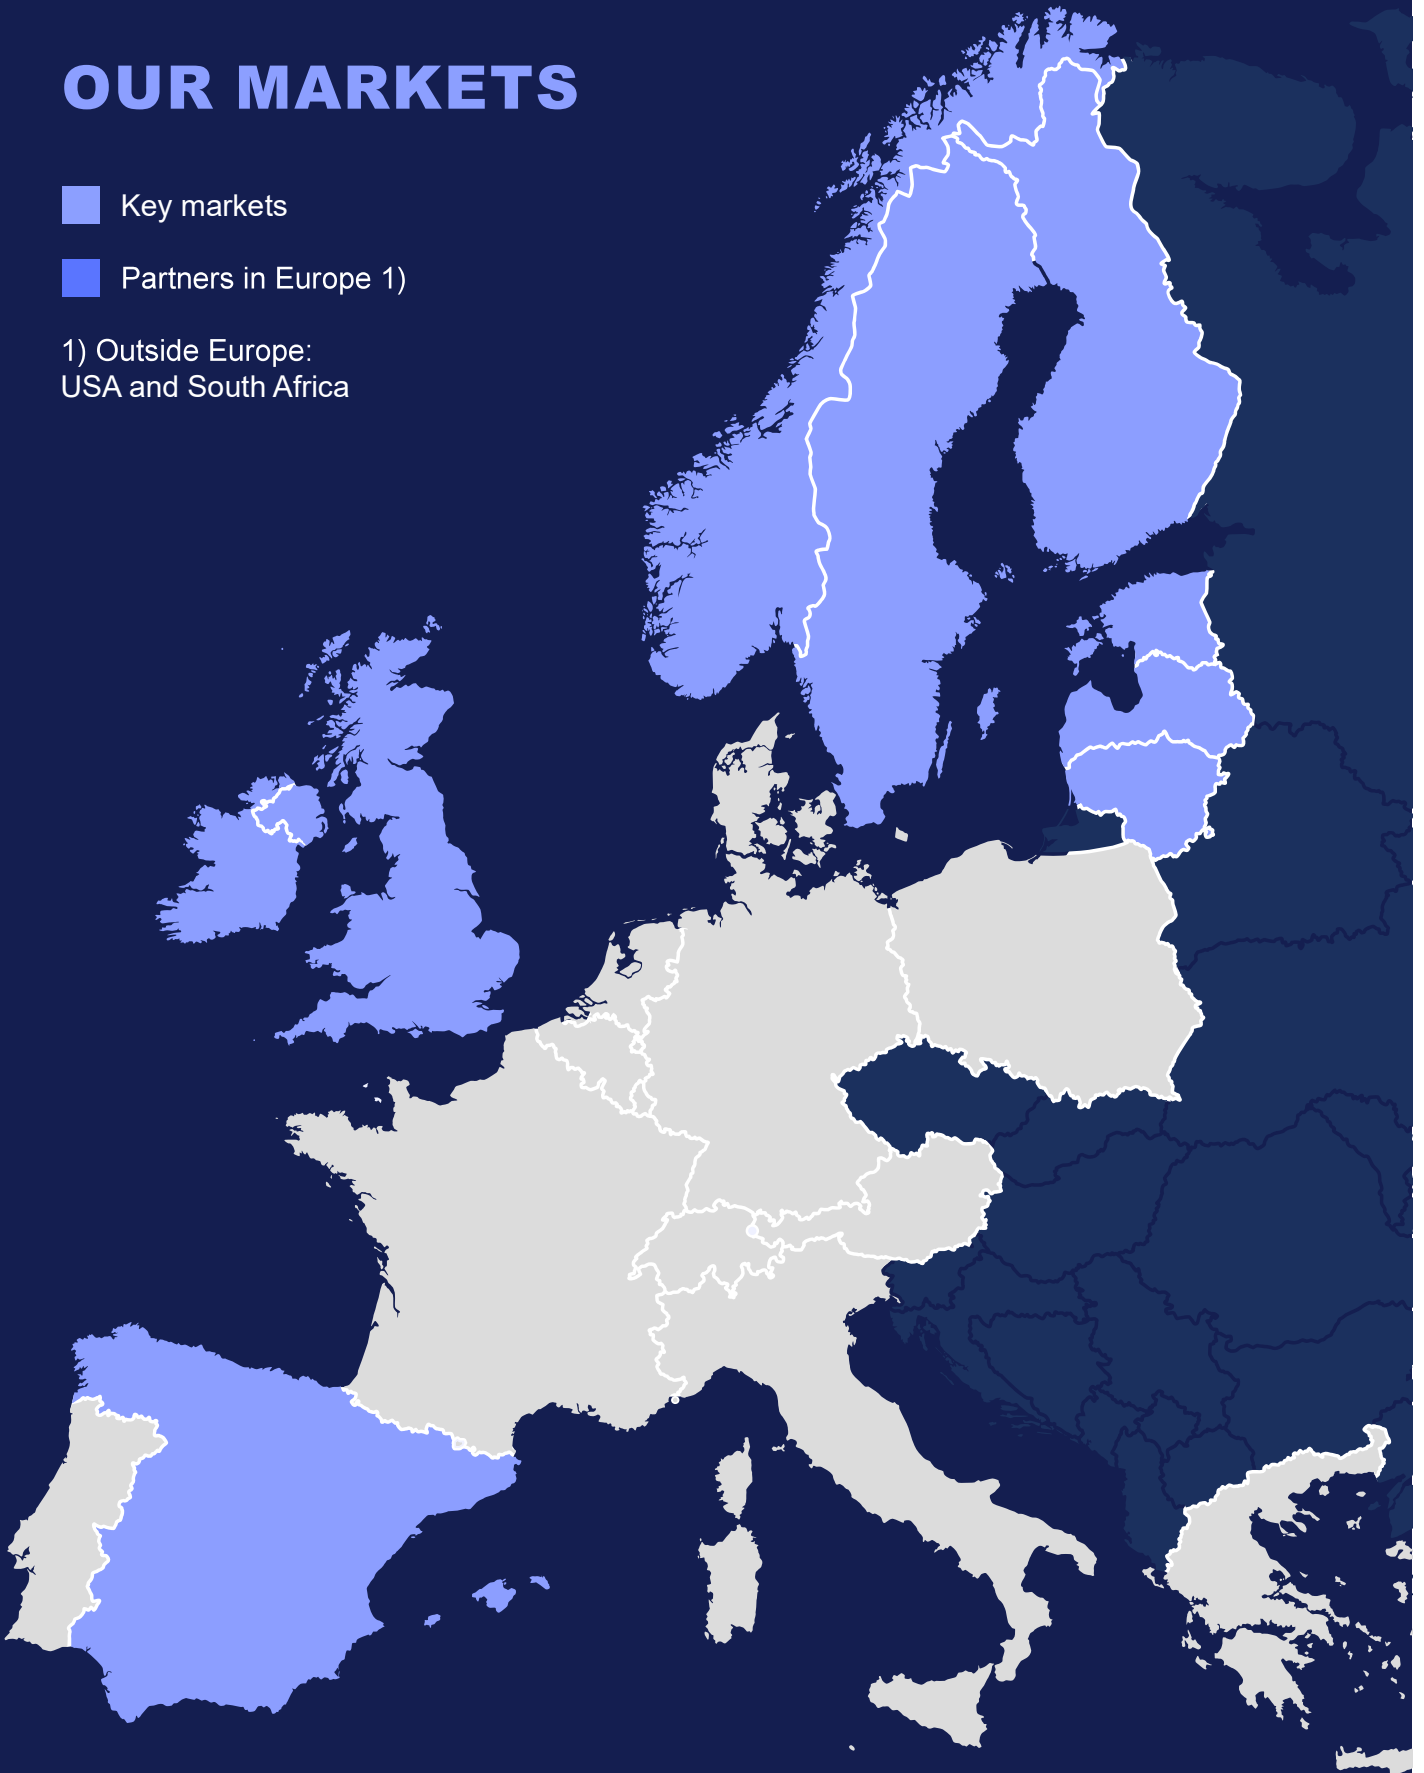 OUR MARKETS
Key markets
Partners in Europe 1)
1) Outside Europe:
USA and South Africa